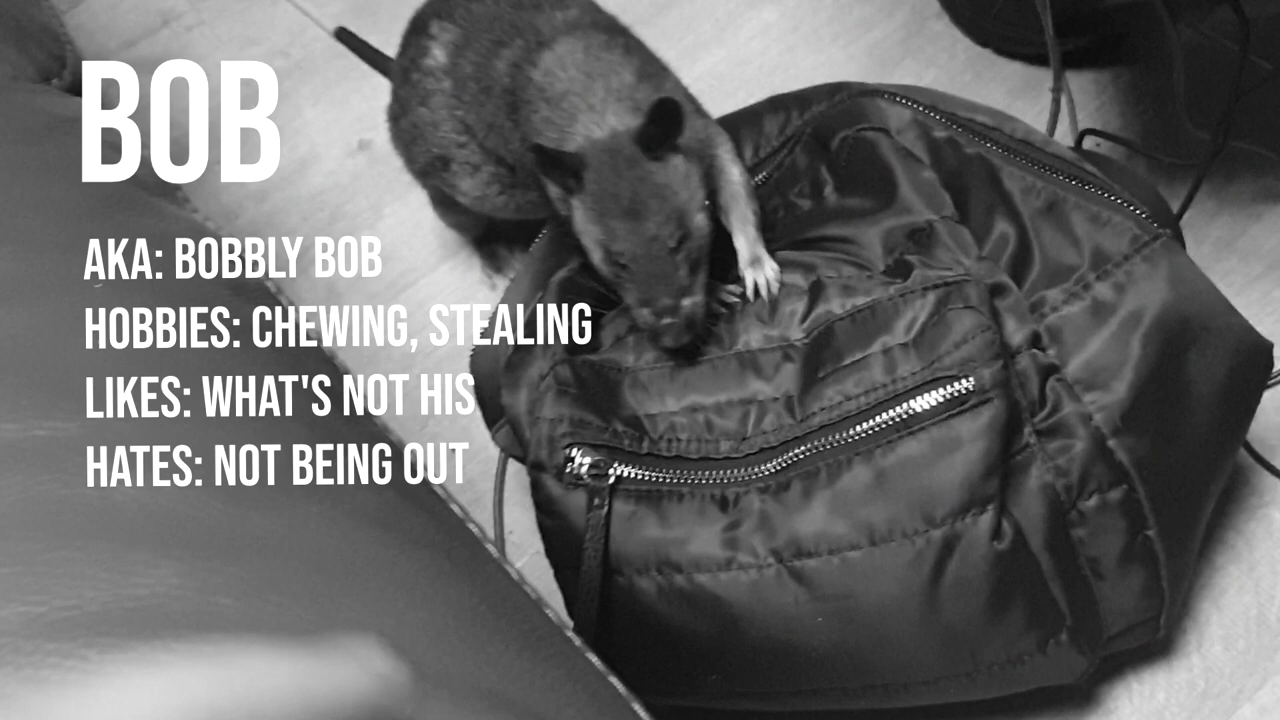 BOB
AKA: BOBBLY BOB
HOBBIES: CHEWING, STEALING
LIKES: WHAT'S NOT HIS
HATES: NOT BEING OUT